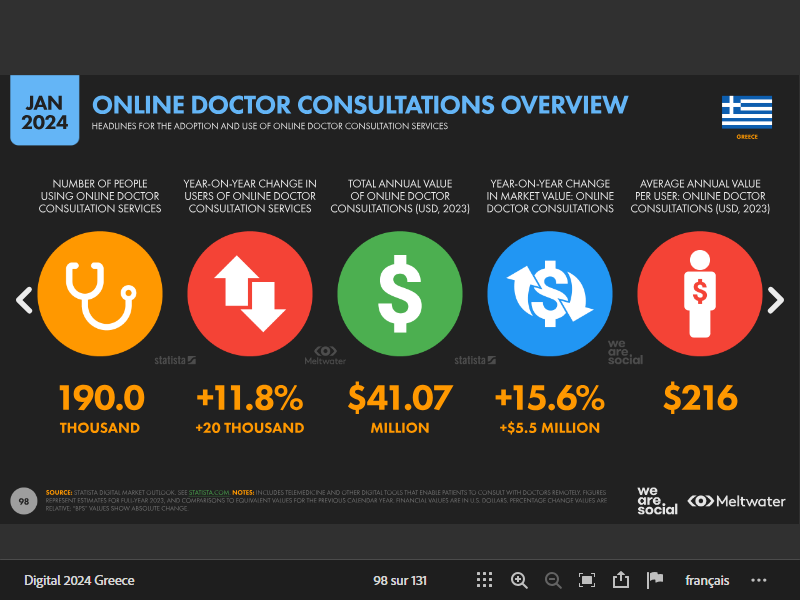 JAN
2024
ONLINE DOCTOR CONSULTATIONS OVERVIEW
HEADLINES FOR THE ADOPTION AND USE OF ONLINE DOCTOR CONSULTATION SERVICES
GREECE
NUMBER OF PEOPLE
USING ONLINE DOCTOR
CONSULTATION SERVICES
YEAR-ON-YEAR CHANGE IN
USERS OF ONLINE DOCTOR
CONSULTATION SERVICES
TOTAL ANNUAL VALUE
OF ONLINE DOCTOR
CONSULTATIONS (USD, 2023)
YEAR-ON-YEAR CHANGE
IN MARKET VALUE: ONLINE
DOCTOR CONSULTATIONS
AVERAGE ANNUAL VALUE
PER USER: ONLINE DOCTOR
CONSULTATIONS (USD, 2023)
$
$
$
statista
Meltwater
statista
we
are.
social
190.0
THOUSAND
+11.8%
+20 THOUSAND
$41.07
MILLION
+15.6%
+$5.5 MILLION
$216
98
SOURCE: STATISTA DIGITAL MARKET OUTLOOK. SEE STATISTA.COM. NOTES: INCLUDES TELEMEDICINE AND OTHER DIGITAL TOOLS THAT ENABLE PATIENTS TO CONSULT WITH DOCTORS REMOTELY. FIGURES
REPRESENT ESTIMATES FOR FULL-YEAR 2023, AND COMPARISONS TO EQUIVALENT VALUES FOR THE PREVIOUS CALENDAR YEAR. FINANCIAL VALUES ARE IN U.S. DOLLARS. PERCENTAGE CHANGE VALUES ARE
RELATIVE; "BPS" VALUES SHOW ABSOLUTE CHANGE.
we
are.
social
Meltwater
Digital 2024 Greece
98 sur 131
français